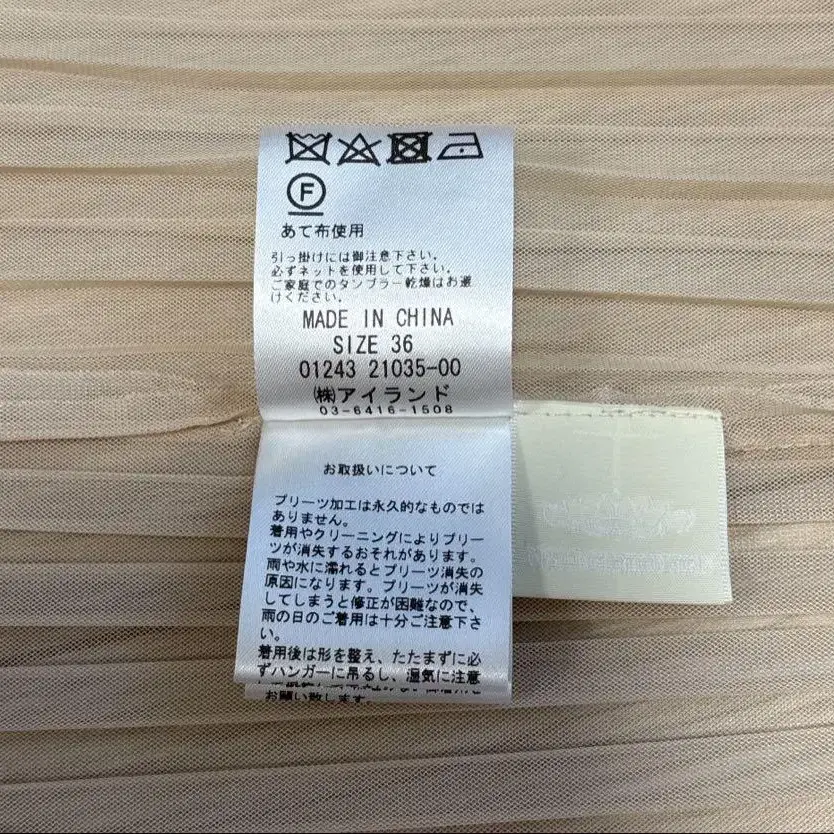 F
あて布使用
引っ掛けには御注意下さい。
必ずネットを使用して下さい。
ご家庭でのタンブラー乾燥はお避
けください。
MADE IN CHINA
SIZE 36
01243 21035-00
㈱アイランド
03-6416-1508
お取扱いについて
プリーツ加工は永久的なものでは
ありません。
着用やクリーニングによりプリー
ツが消失するおそれがあります。
雨や水に濡れるとプリーツ消失の
原因になります。プリーツが消失
してしまうと修正が困難なので、
雨の日のご着用は十分ご注意下さ
い。
着用後は形を整え、たたまずに必
ずハンガーに吊るし、湿気に注意
お願い致します。